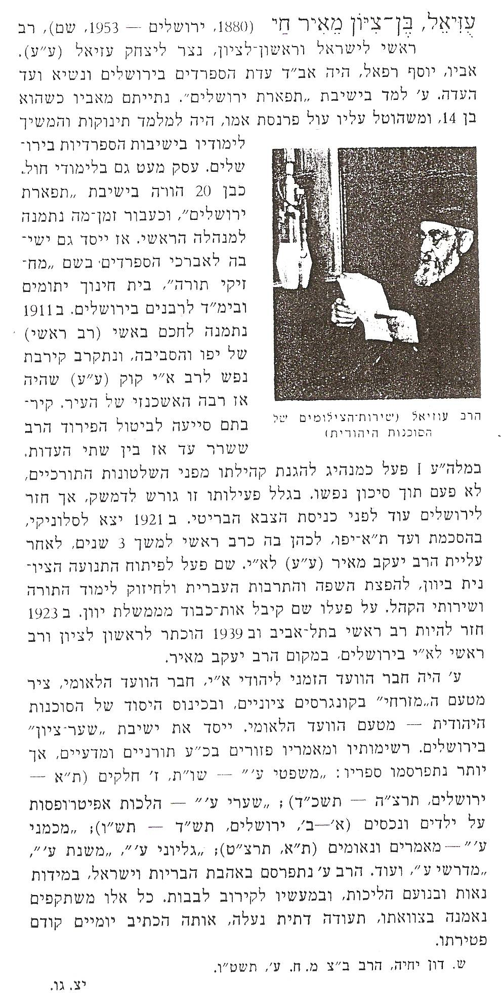 עֻזִּיאֵל, בֶּן־צִיּוֹן מֵאִיר חַי (1880, ירושלים — 1953, שם), רב
ראשי לישראל וראשון־לציון, נצר ליצחק עזיאל (ע״ע).
אביו, יוסף רפאל, היה אב״ד עדת הספרדים בירושלים ונשיא ועד
העדה. ע׳ למד בישיבת „תפארת ירושלים״. נתייתם מאביו כשהוא
בן 14, ומשהוטל עליו עול פרנסת אמו, היה למלמד תינוקות והמשיך
לימודיו בישיבות הספרדיות בירו־
שלים. עסק מעט גם בלימודי חול.
כבן 20 הורה בישיבת „תפארת
ירושלים״, וכעבור זמן־מה נתמנה
למנהלה הראשי. אז ייסד גם ישי־
בה לאברכי הספרדים בשם „מח־
זיקי תורה״, בית חינוך יתומים
ובימ״ד לרבנים בירושלים. ב1911
נתמנה לחכם באשי (רב ראשי)
של יפו והסביבה, ונתקרב קירבת
נפש לרב א״י קוק (ע״ע) שהיה
אז רבה האשכנזי של העיר. קיר־
בתם סייעה לביטול הפירוד הרב
ששרר עד אז בין שתי העדות.
הרב עוזיאל (שירות־הצילומים של
הסוכנות היהודית)
במלה״ע I פעל כמנהיג להגנת קהילתו מפני השלטונות התורכיים,
לא פעם תוך סיכון נפשו. בגלל פעילותו זו גורש לדמשק, אך חזר
לירושלים עוד לפני כניסת הצבא הבריטי. ב1921 יצא לסלוניקי,
בהסכמת ועד ת״א־יפו, לכהן בה כרב ראשי למשך 3 שנים, לאחר
עליית הרב יעקב מאיר (ע״ע) לא״י. שם פעל לפיתוח התנועה הציו־
נית ביוון, להפצת השפה והתרבות העברית ולחיזוק לימוד התורה
ושירותי הקהל. על פעלו שם קיבל אות־כבוד מממשלת יוון. ב1923
חזר להיות רב ראשי בתל־אביב וב1939 הוכתר לראשון לציון ורב
ראשי לא״י בירושלים, במקום הרב יעקב מאיר.
ע׳ היה חבר הוועד הזמני ליהודי א״י, חבר הוועד הלאומי, ציר
מטעם ה„מזרחי״ בקונגרסים ציוניים, ובכינוס היסוד של הסוכנות
היהודית — מטעם הוועד הלאומי. ייסד את ישיבת „שער־ציון״
בירושלים. רשימותיו ומאמריו פזורים בכ״ע תורניים ומדעיים, אך
יותר נתפרסמו ספריו: „משפטי ע׳״ — שו״ת, ז׳ חלקים (ת״א —
ירושלים, תרצ״ה — תשכ״ד); „שערי ע׳״ — הלכות אפיטרופסות
על ילדים ונכסים (א׳—ב׳, ירושלים, תש״ד — תש״ו); „מכמני
ע׳״ — מאמרים ונאומים (ת״א, תרצ״ט); „גליוני ע׳״, „משנת ע׳״,
„מדרשי ע״, ועוד. הרב ע׳ נתפרסם באהבת הבריות וישראל, במידות
נאות ובנועם הליכות, ובמעשיו לקירוב לבבות. כל אלו משתקפים
נאמנה בצוואתו, תעודה דתית נעלה, אותה הכתיב יומיים קודם
פטירתו.
ש. דון יחיה, הרב ב״צ מ. ח. ע׳, תשט״ו.
יצ. גו.